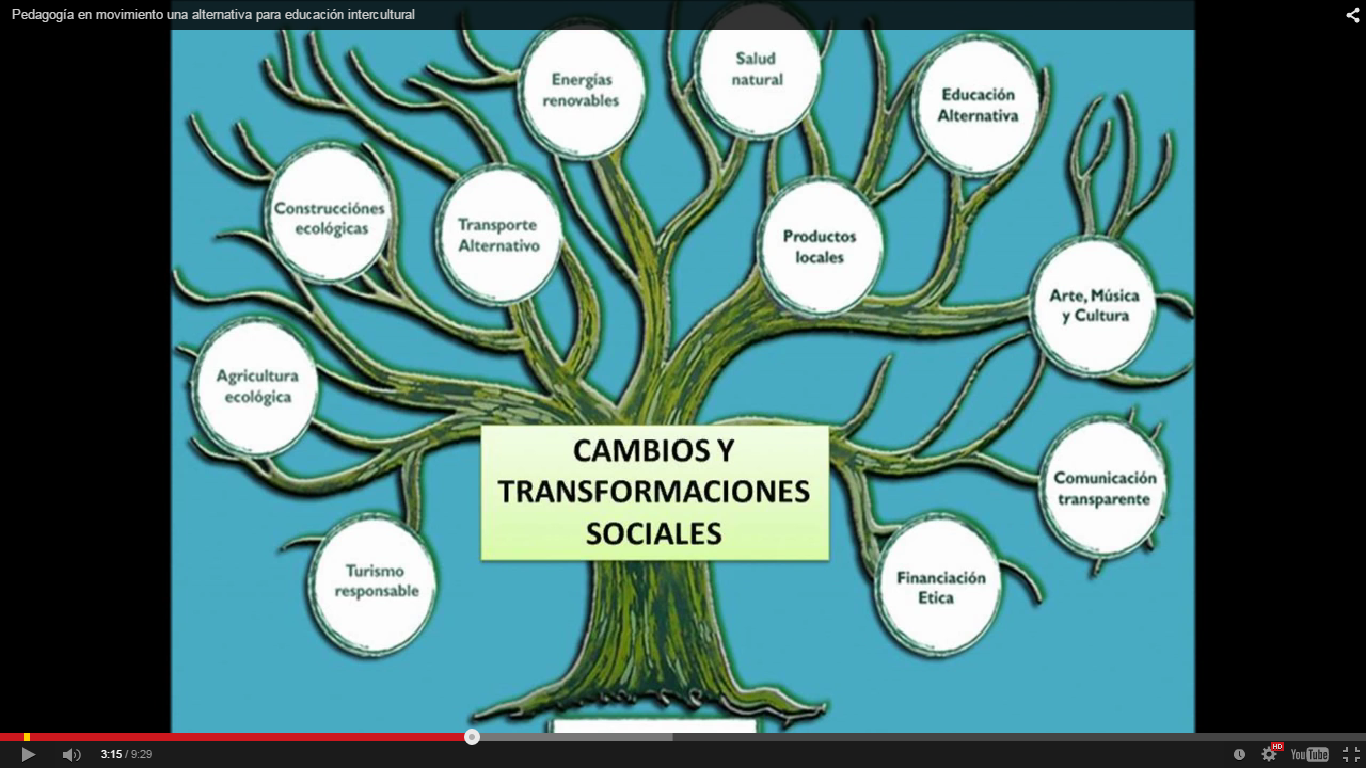 Pedagogía en movimiento una alternativa para educación intercultural
Energías
renovables
Salud
natural
Educación
Alternativa
Construcciónes
ecológicas
Transporte
Alternativo
Productos
locales
Arte, Música
y Cultura
Agricultura
ecológica
CAMBIOS Y
TRANSFORMACIONES
SOCIALES
Comunicación
transparente
Turismo
responsable
Financiación
Etica
3:15 / 9:29
HD
YouTube